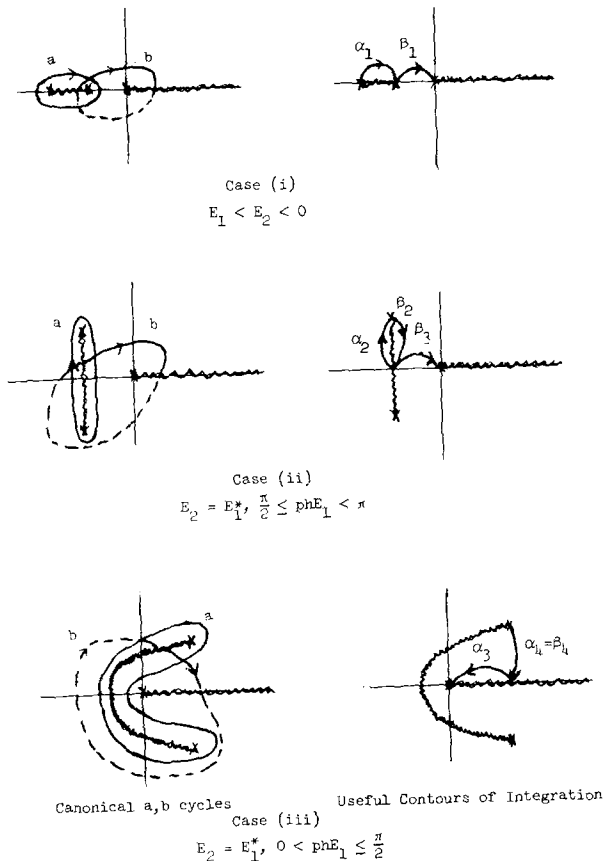 a b α₁ β₁
Case (i)
E₁ < E₂ < 0
a b α₂ β₂ β₃
Case (ii)
E₂ = E₁*, π/2 ≤ phE₁ < π
b a α₃ α₄=β₄
Canonical a,b cycles Useful Contours of Integration
Case (iii)
E₂ = E₁*, 0 < phE₁ ≤ π/2